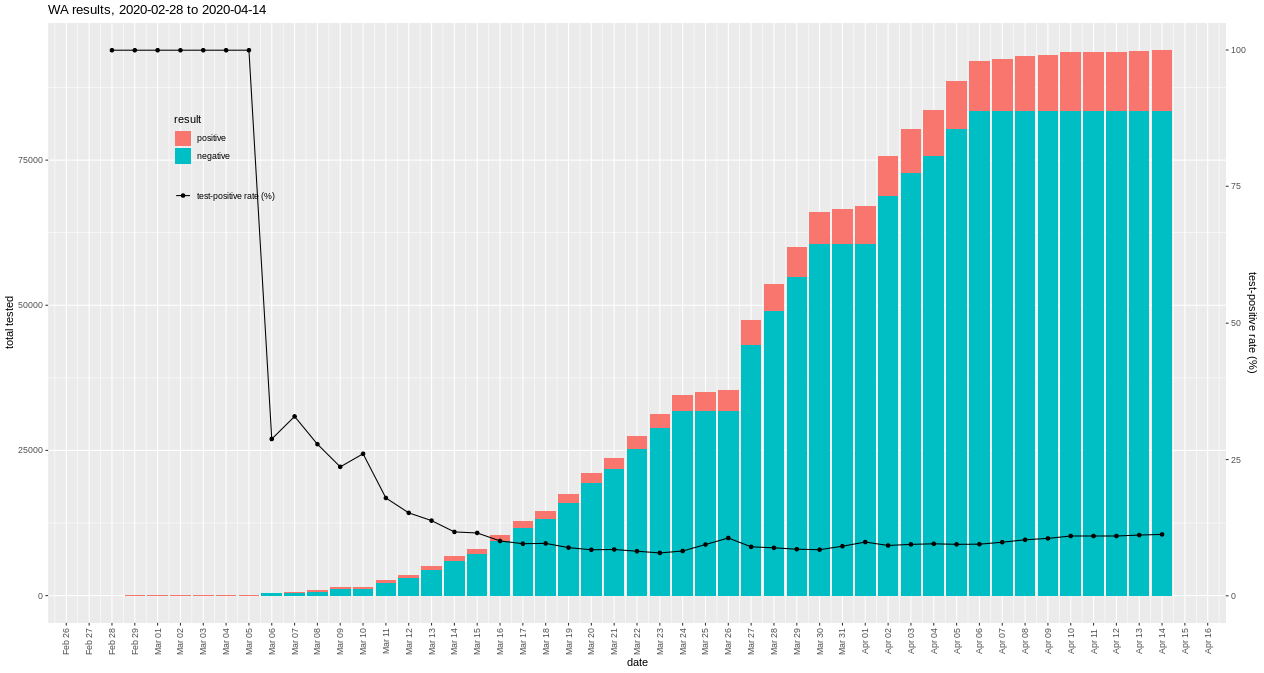 WA results, 2020-02-28 to 2020-04-14
total tested
75000
50000
25000
0
result
positive
negative
test-positive rate (%)
100
75
50
25
0
test-positive rate (%)
Feb 26
Feb 27
Feb 28
Feb 29
Mar 01
Mar 02
Mar 03
Mar 04
Mar 05
Mar 06
Mar 07
Mar 08
Mar 09
Mar 10
Mar 11
Mar 12
Mar 13
Mar 14
Mar 15
Mar 16
Mar 17
Mar 18
Mar 19
Mar 20
Mar 21
Mar 22
Mar 23
Mar 24
Mar 25
Mar 26
Mar 27
Mar 28
Mar 29
Mar 30
Mar 31
Apr 01
Apr 02
Apr 03
Apr 04
Apr 05
Apr 06
Apr 07
Apr 08
Apr 09
Apr 10
Apr 11
Apr 12
Apr 13
Apr 14
Apr 15
Apr 16
date